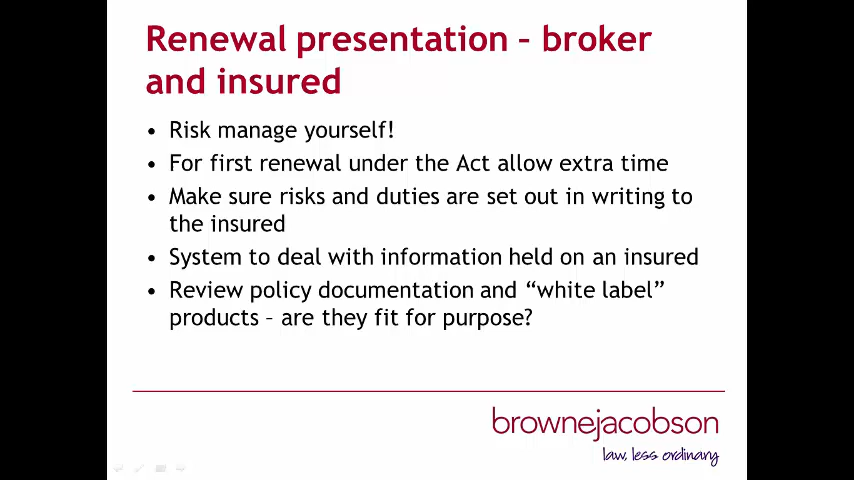 Renewal presentation – broker
and insured
• Risk manage yourself!
• For first renewal under the Act allow extra time
• Make sure risks and duties are set out in writing to
the insured
• System to deal with information held on an insured
• Review policy documentation and “white label”
products – are they fit for purpose?
brownejacobson
law, less ordinary